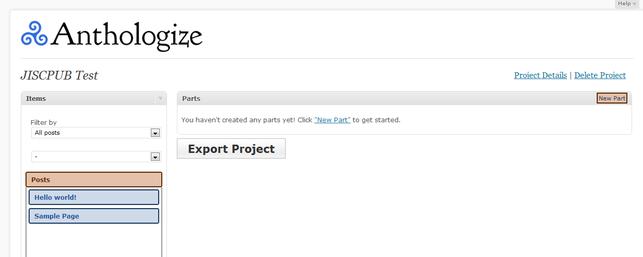 Help
Anthologize
JISCPUB Test
Project Details | Delete Project
Items
Filter by
All posts
-
Posts
Hello world!
Sample Page
Parts
New Part
You haven't created any parts yet! Click "New Part" to get started.
Export Project